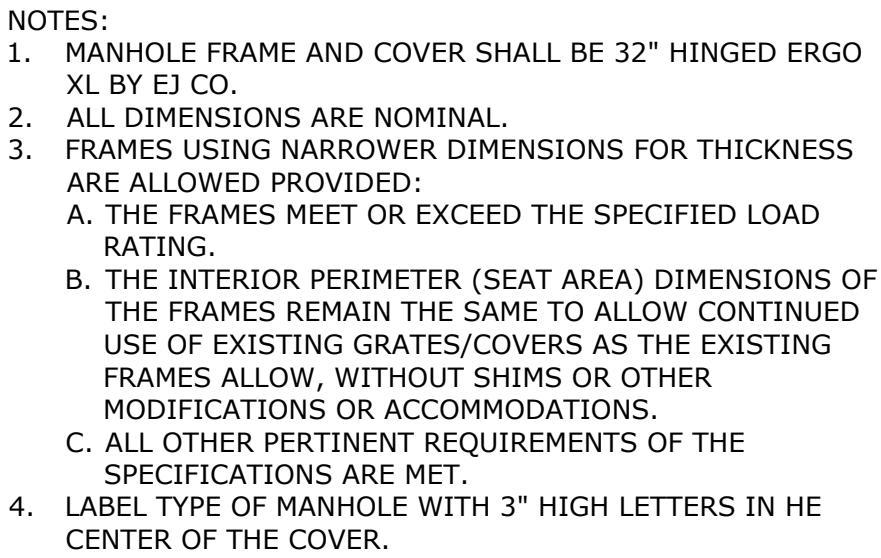 NOTES:
1. MANHOLE FRAME AND COVER SHALL BE 32" HINGED ERGO
XL BY EJ CO.
2. ALL DIMENSIONS ARE NOMINAL.
3. FRAMES USING NARROWER DIMENSIONS FOR THICKNESS
ARE ALLOWED PROVIDED:
A. THE FRAMES MEET OR EXCEED THE SPECIFIED LOAD
RATING.
B. THE INTERIOR PERIMETER (SEAT AREA) DIMENSIONS OF
THE FRAMES REMAIN THE SAME TO ALLOW CONTINUED
USE OF EXISTING GRATES/COVERS AS THE EXISTING
FRAMES ALLOW, WITHOUT SHIMS OR OTHER
MODIFICATIONS OR ACCOMMODATIONS.
C. ALL OTHER PERTINENT REQUIREMENTS OF THE
SPECIFICATIONS ARE MET.
4. LABEL TYPE OF MANHOLE WITH 3" HIGH LETTERS IN HE
CENTER OF THE COVER.